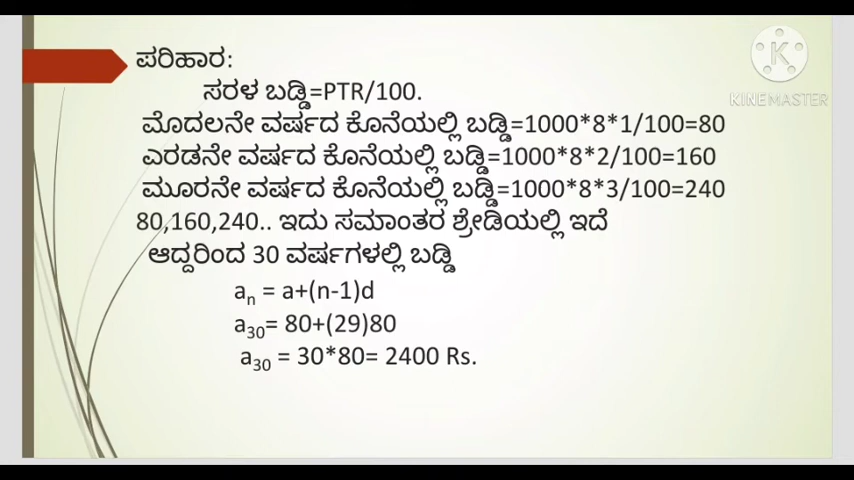 ಪರಿಹಾರ:
ಸರಳ ಬಡ್ಡಿ=PTR/100.
ಮೊದಲನೇ ವರ್ಷದ ಕೊನೆಯಲ್ಲಿ ಬಡ್ಡಿ=1000*8*1/100=80
ಎರಡನೇ ವರ್ಷದ ಕೊನೆಯಲ್ಲಿ ಬಡ್ಡಿ=1000*8*2/100=160
ಮೂರನೇ ವರ್ಷದ ಕೊನೆಯಲ್ಲಿ ಬಡ್ಡಿ=1000*8*3/100=240
80,160,240.. ಇದು ಸಮಾಂತರ ಶ್ರೇಡಿಯಲ್ಲಿ ಇದೆ
ಆದ್ದರಿಂದ 30 ವರ್ಷಗಳಲ್ಲಿ ಬಡ್ಡಿ
aₙ = a+(n-1)d
a₃₀= 80+(29)80
a₃₀ = 30*80= 2400 Rs.
K
KINEMASTER